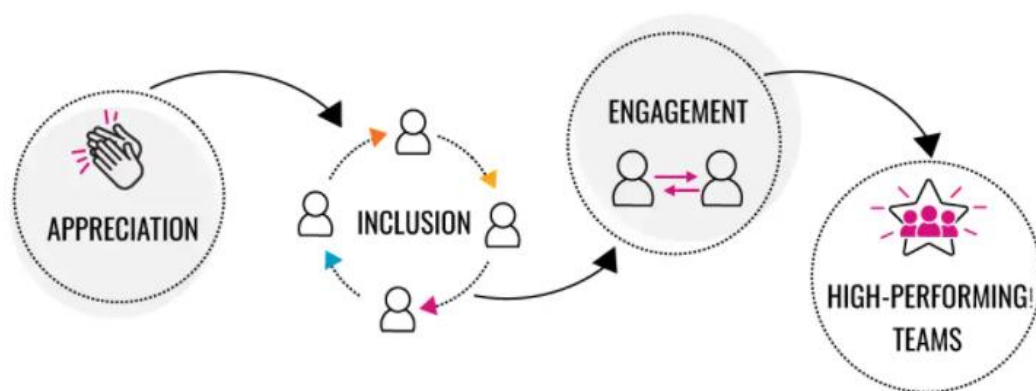 APPRECIATION
INCLUSION
ENGAGEMENT
HIGH-PERFORMING!
TEAMS